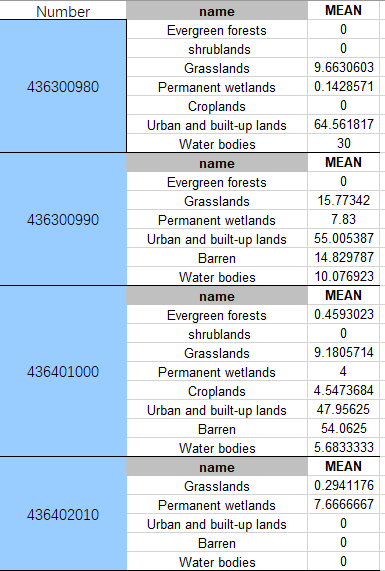 Number name MEAN
Evergreen forests 0
shrublands 0
Grasslands 9.6630603
436300980 Permanent wetlands 0.1428571
Croplands 0
Urban and built-up lands 64.561817
Water bodies 30
name MEAN
Evergreen forests 0
Grasslands 15.77342
436300990 Permanent wetlands 7.83
Urban and built-up lands 55.005387
Barren 14.829787
Water bodies 10.076923
name MEAN
Evergreen forests 0.4593023
shrublands 0
Grasslands 9.1805714
436401000 Permanent wetlands 4
Croplands 4.5473684
Urban and built-up lands 47.95625
Barren 54.0625
Water bodies 5.6833333
name MEAN
Grasslands 0.2941176
436402010 Permanent wetlands 7.6666667
Urban and built-up lands 0
Barren 0
Water bodies 0